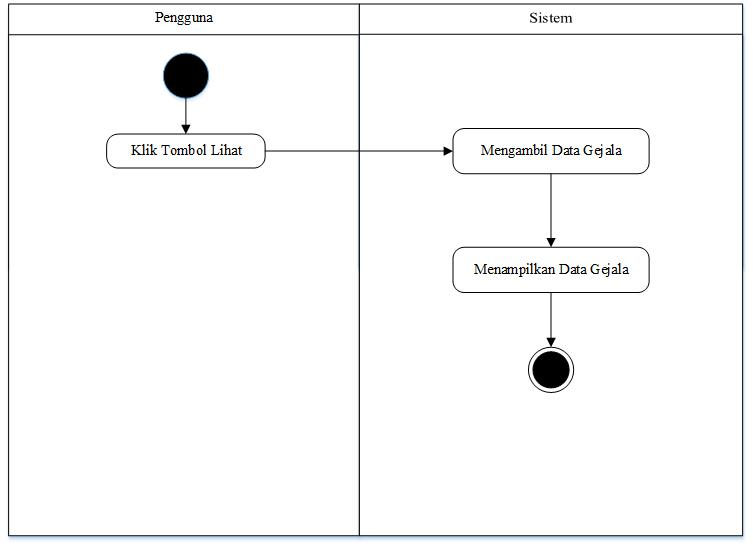 Pengguna
Sistem
Klik Tombol Lihat
Mengambil Data Gejala
Menampilkan Data Gejala